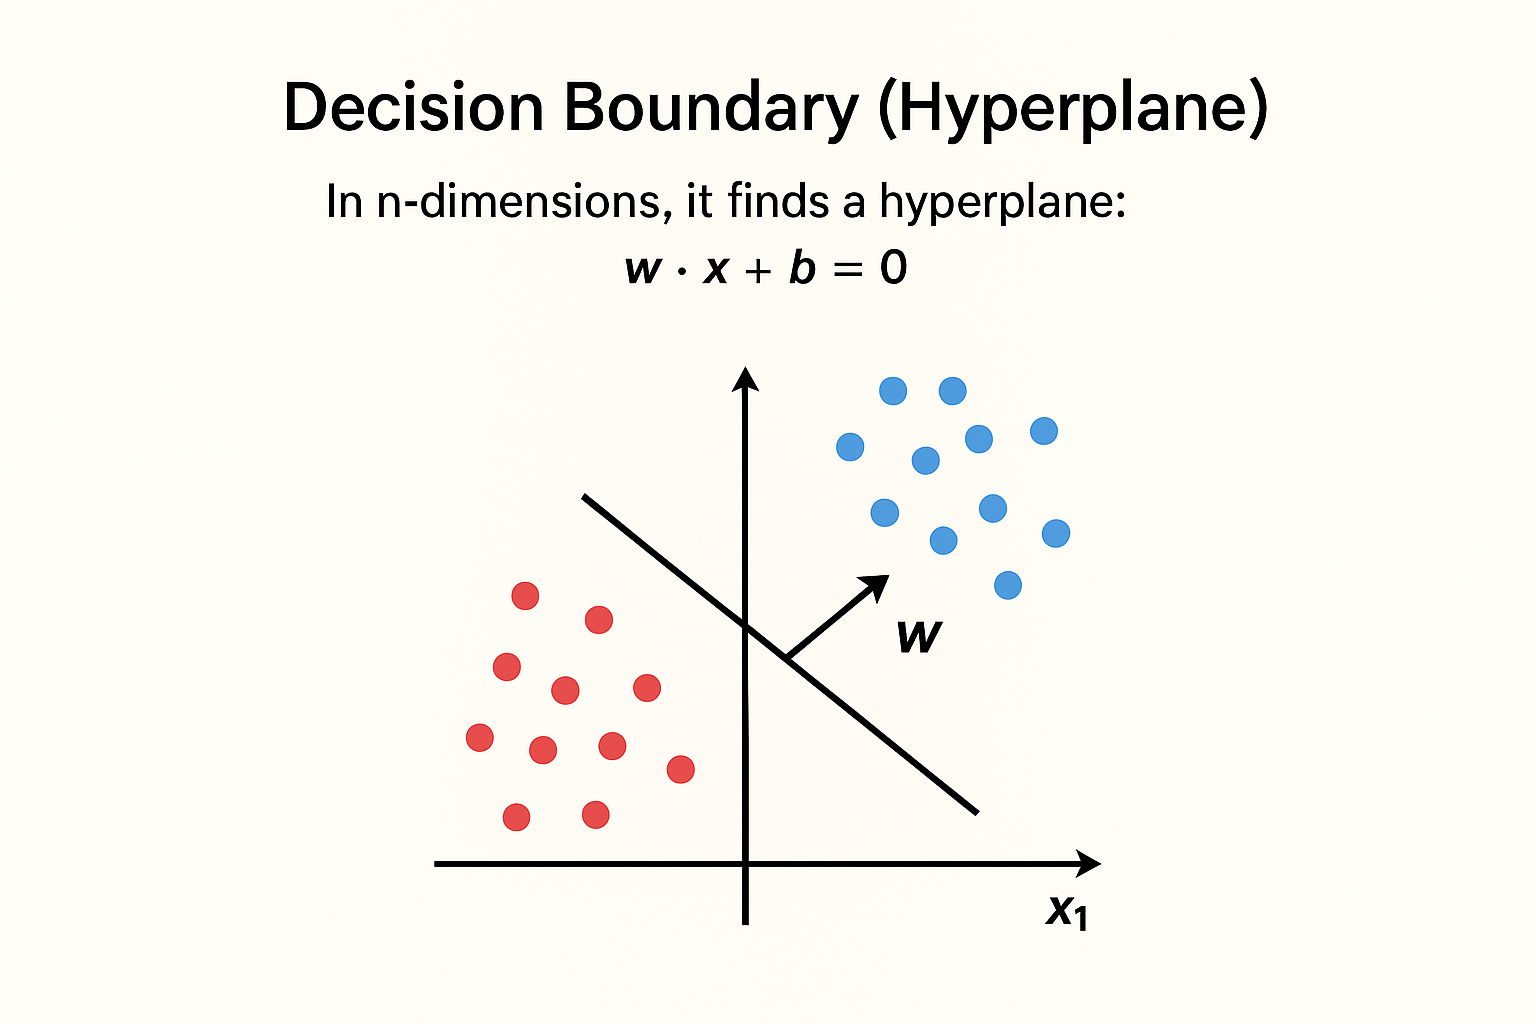 Decision Boundary (Hyperplane)
In n-dimensions, it finds a hyperplane:
w · x + b = 0
w
x₁